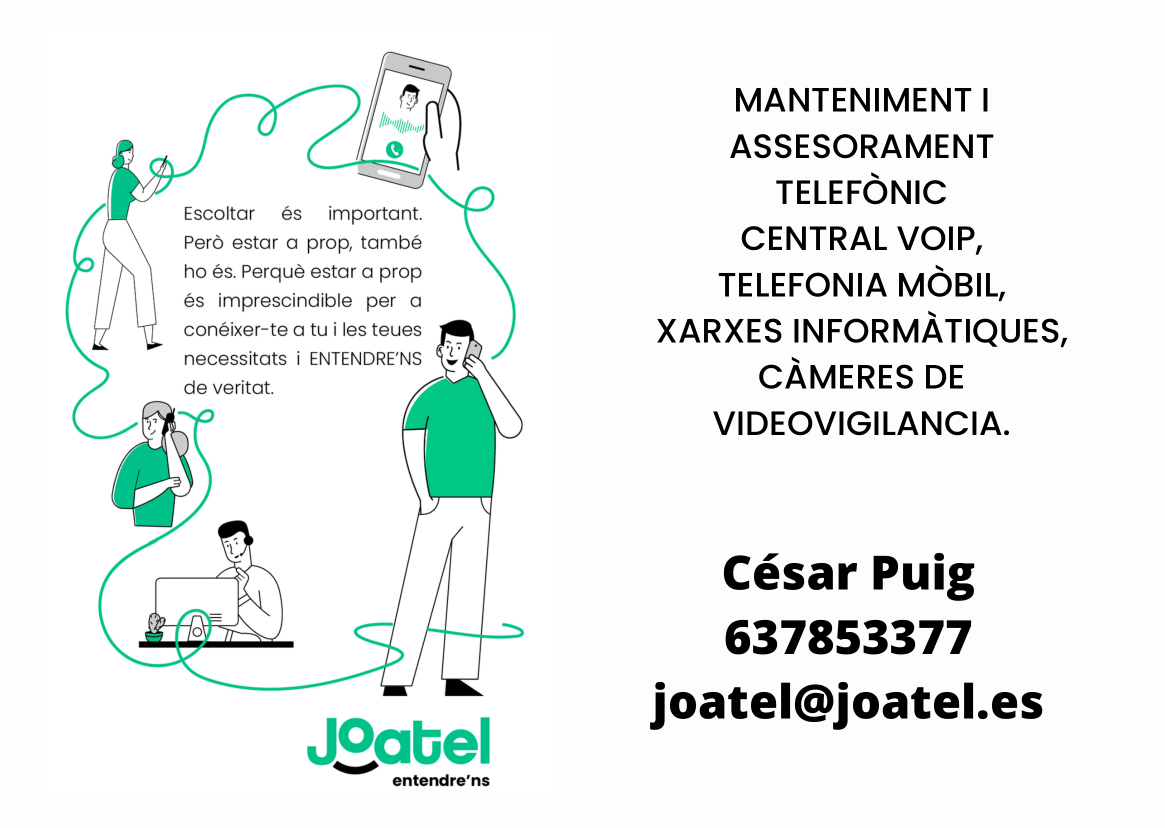 Escoltar és important.
Però estar a prop, també
ho és. Perquè estar a prop
és imprescindible per a
conéixer-te a tu i les teues
necessitats i ENTENDRE'NS
de veritat.
Joatel
entendre'ns
MANTENIMENT I
ASSESORAMENT
TELEFÒNIC
CENTRAL VOIP,
TELEFONIA MÒBIL,
XARXES INFORMÀTIQUES,
CÀMERES DE
VIDEOVIGILANCIA.
César Puig
637853377
joatel@joatel.es